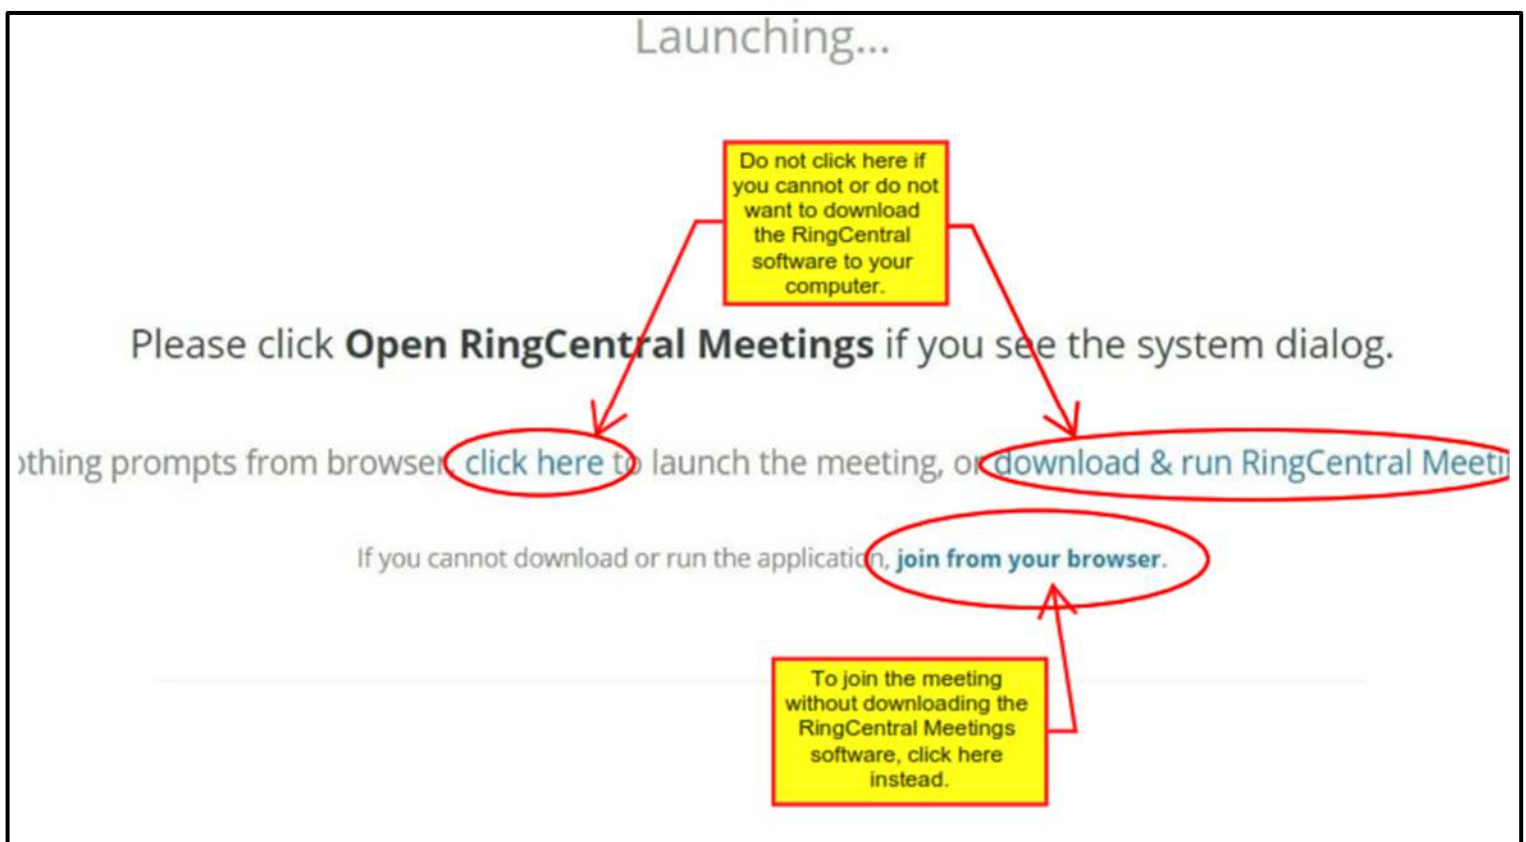 Launching...
Do not click here if
you cannot or do not
want to download
the RingCentral
software to your
computer.
Please click Open RingCentral Meetings if you see the system dialog.
prompts from browser, click here to launch the meeting, or download & run RingCentral
If you cannot download or run the application, join from your browser.
To join the meeting
without downloading the
RingCentral Meetings
software, click here
instead.